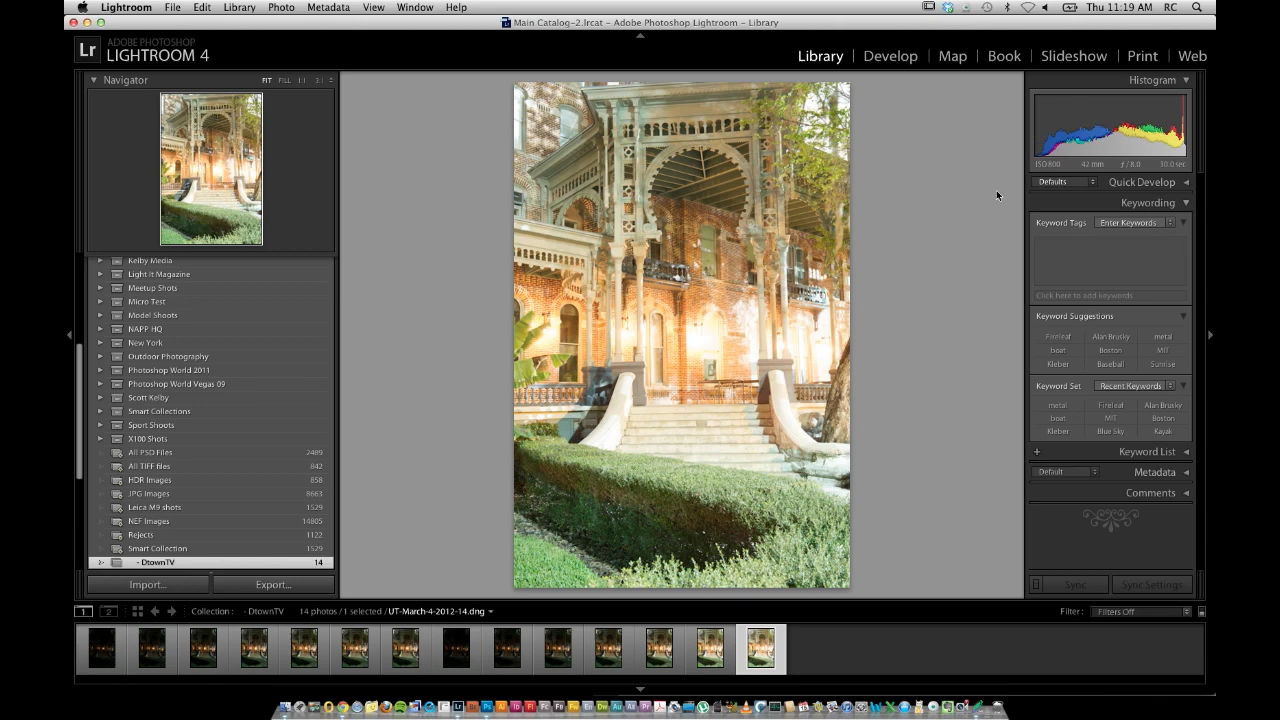 Lightroom File Edit Library Photo Metadata View Window Help Thu 11:19 AM RC
Main Catalog-2.lrcat - Adobe Photoshop Lightroom - Library
Lr ADOBE PHOTOSHOP
LIGHTROOM 4
Library | Develop | Map | Book | Slideshow | Print | Web
Navigator FIT FILL 1:1 3:1
Kelby Media
Light It Magazine
Meetup Shots
Micro Test
Model Shoots
NAPP HQ
New York
Outdoor Photography
Photoshop World 2011
Photoshop World Vegas 09
Scott Kelby
Smart Collections
Sport Shoots
X100 Shots
All PSD Files 2489
All TIFF files 842
HDR Images 858
JPG Images 8663
Leica M9 shots 1529
NEF Images 14805
Rejects 1122
Smart Collection 1529
- DtownTV 14
Import... Export...
Histogram
ISO 800 42 mm ƒ / 8.0 30.0 sec
Defaults Quick Develop
Keywording
Keyword Tags Enter Keywords
Click here to add keywords
Keyword Suggestions
Fireleaf Alan Brusky metal
boat Boston MIT
Kleber Baseball Sunrise
Keyword Set Recent Keywords
metal Fireleaf Alan Brusky
boat MIT Boston
Kleber Blue Sky Kayak
+ Keyword List
Default Metadata
Comments
Sync Sync Settings
1 2 Collection : - DtownTV 14 photos / 1 selected / UT-March-4-2012-14.dng Filter : Filters Off